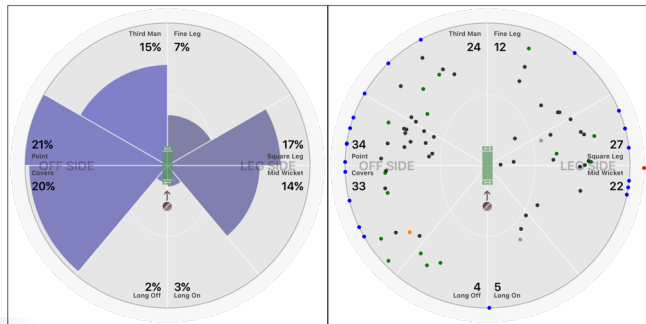 Third Man Fine Leg
15% 7%
21% 17%
Point Square Leg
OFF SIDE LEG SIDE
Covers Mid Wicket
20% 14%
2% 3%
Long Off Long On
Third Man Fine Leg
24 12
34 27
Point Square Leg
OFF SIDE LEG SIDE
Covers Mid Wicket
33 22
4 5
Long Off Long On